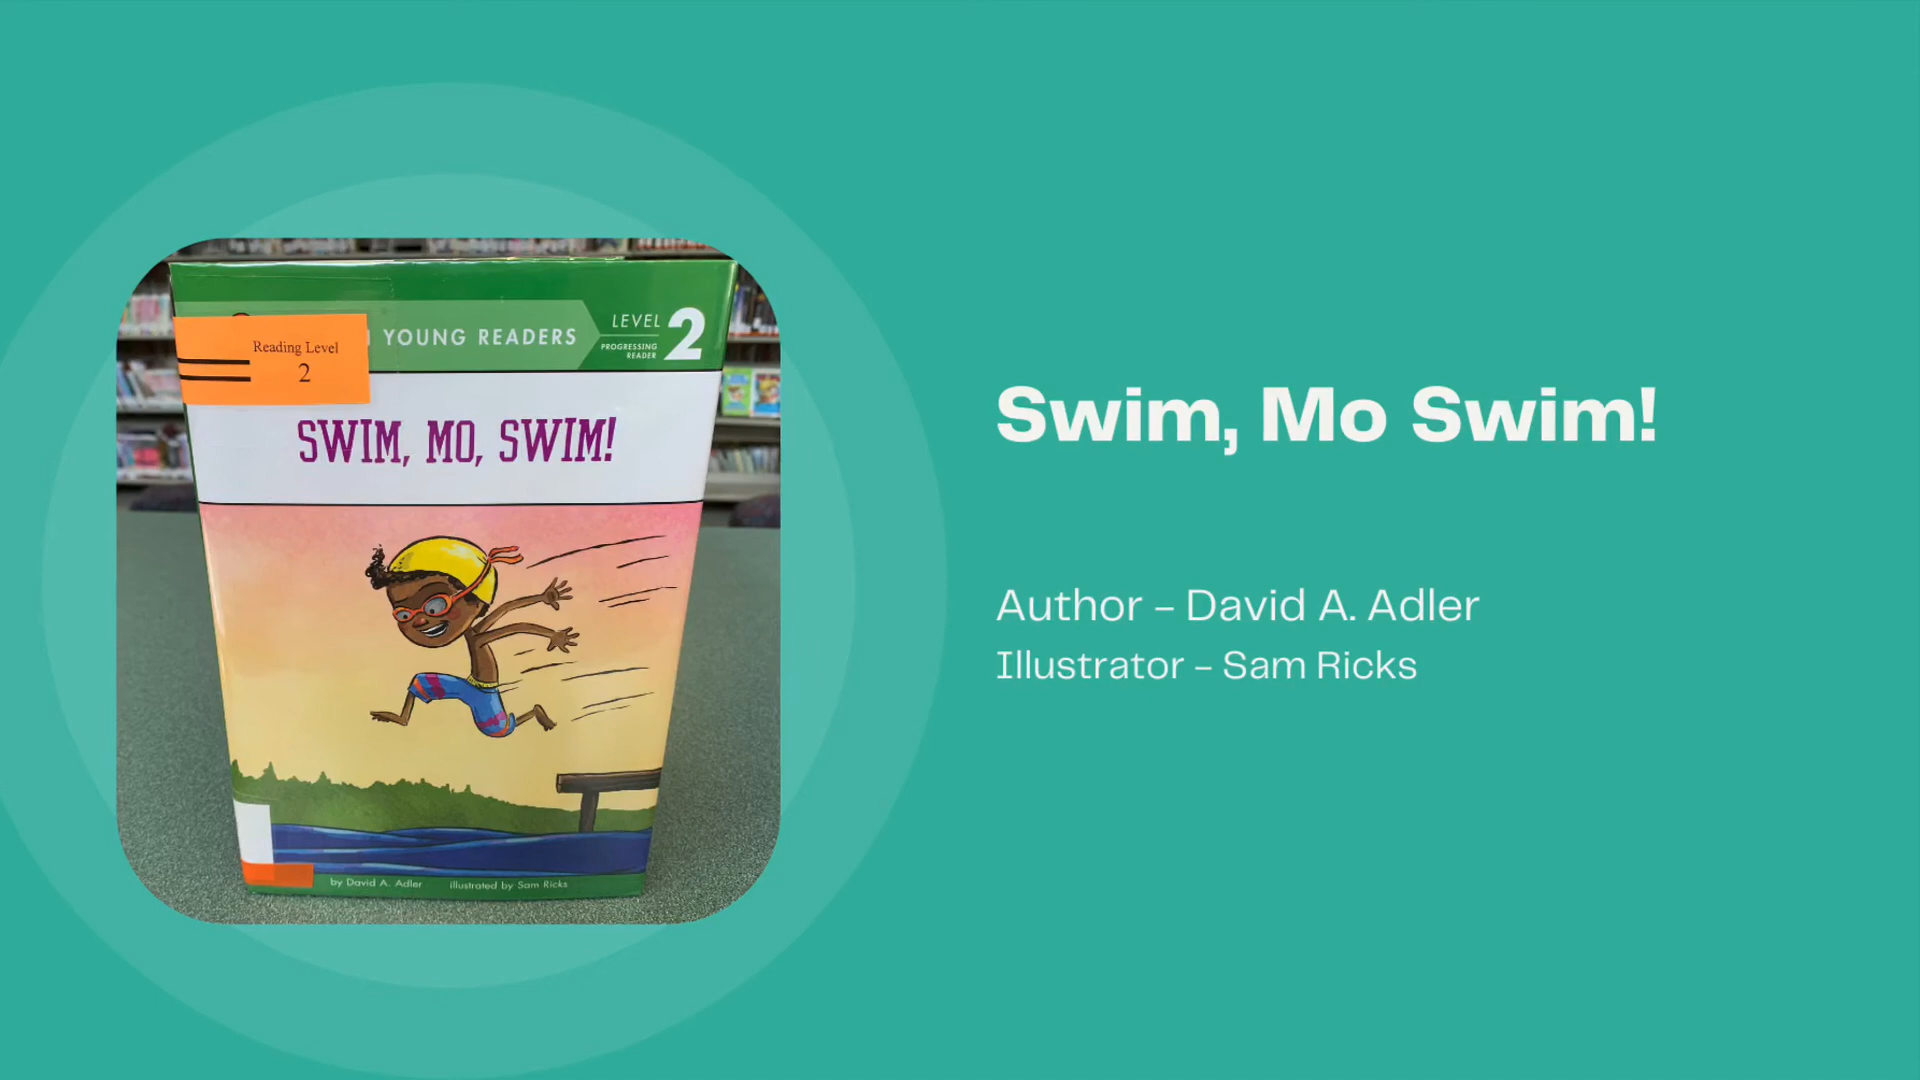 YOUNG READERS
LEVEL 2
PROGRESSING
READER
Reading Level
2
SWIM, MO, SWIM!
by David A. Adler illustrated by Sam Ricks
Swim, Mo Swim!
Author – David A. Adler
Illustrator – Sam Ricks